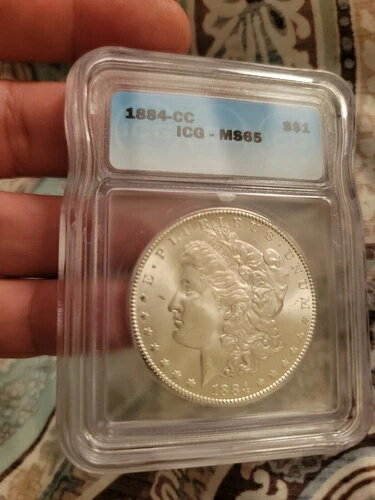 1884-CC
ICG - MS65
S$1
E·PLURIBUS·UNUM
1884